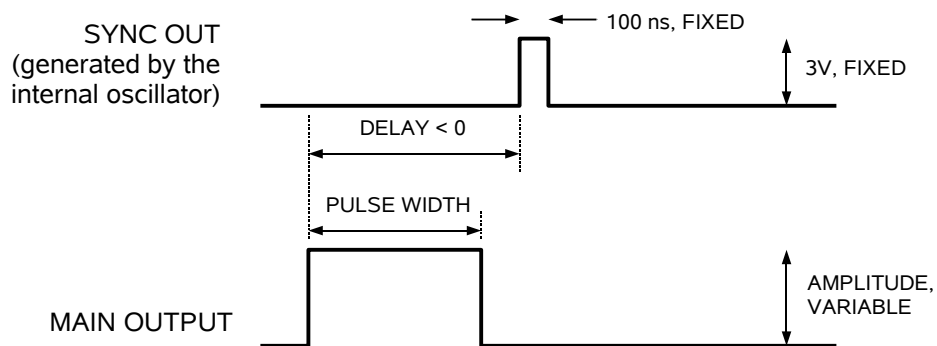 100 ns, FIXED
SYNC OUT
(generated by the
internal oscillator)
3V, FIXED
DELAY < 0
PULSE WIDTH
AMPLITUDE,
VARIABLE
MAIN OUTPUT